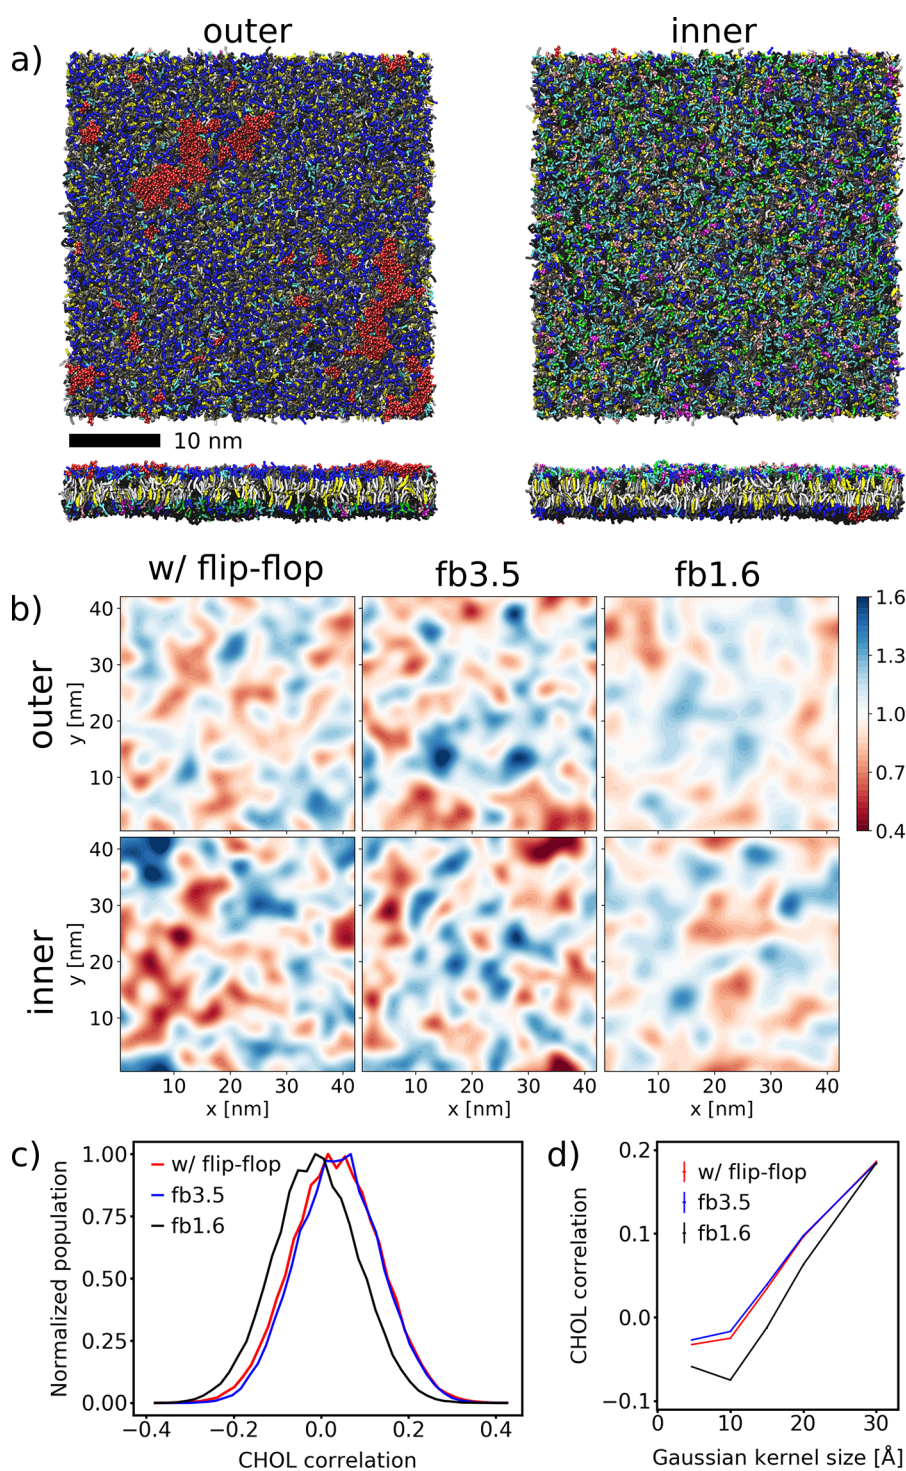 outer inner
a)
10 nm
w/ flip-flop fb3.5 fb1.6
b)
outer
y [nm]
40
30
20
10
1.6
1.3
1.0
0.7
0.4
inner
y [nm]
40
30
20
10
10 20 30 40 10 20 30 40 10 20 30 40
x [nm] x [nm] x [nm]
c)
Normalized population
1.00
0.75
0.50
0.25
0.00
w/ flip-flop
fb3.5
fb1.6
−0.4 −0.2 0.0 0.2 0.4
CHOL correlation
d)
CHOL correlation
0.2
0.1
0.0
−0.1
w/ flip-flop
fb3.5
fb1.6
0 10 20 30
Gaussian kernel size [Å]